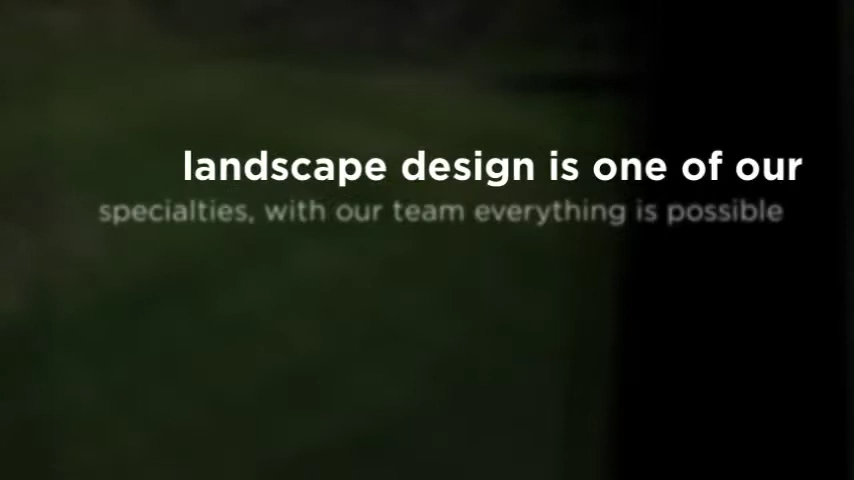 landscape design is one of our
specialties, with our team everything is possible